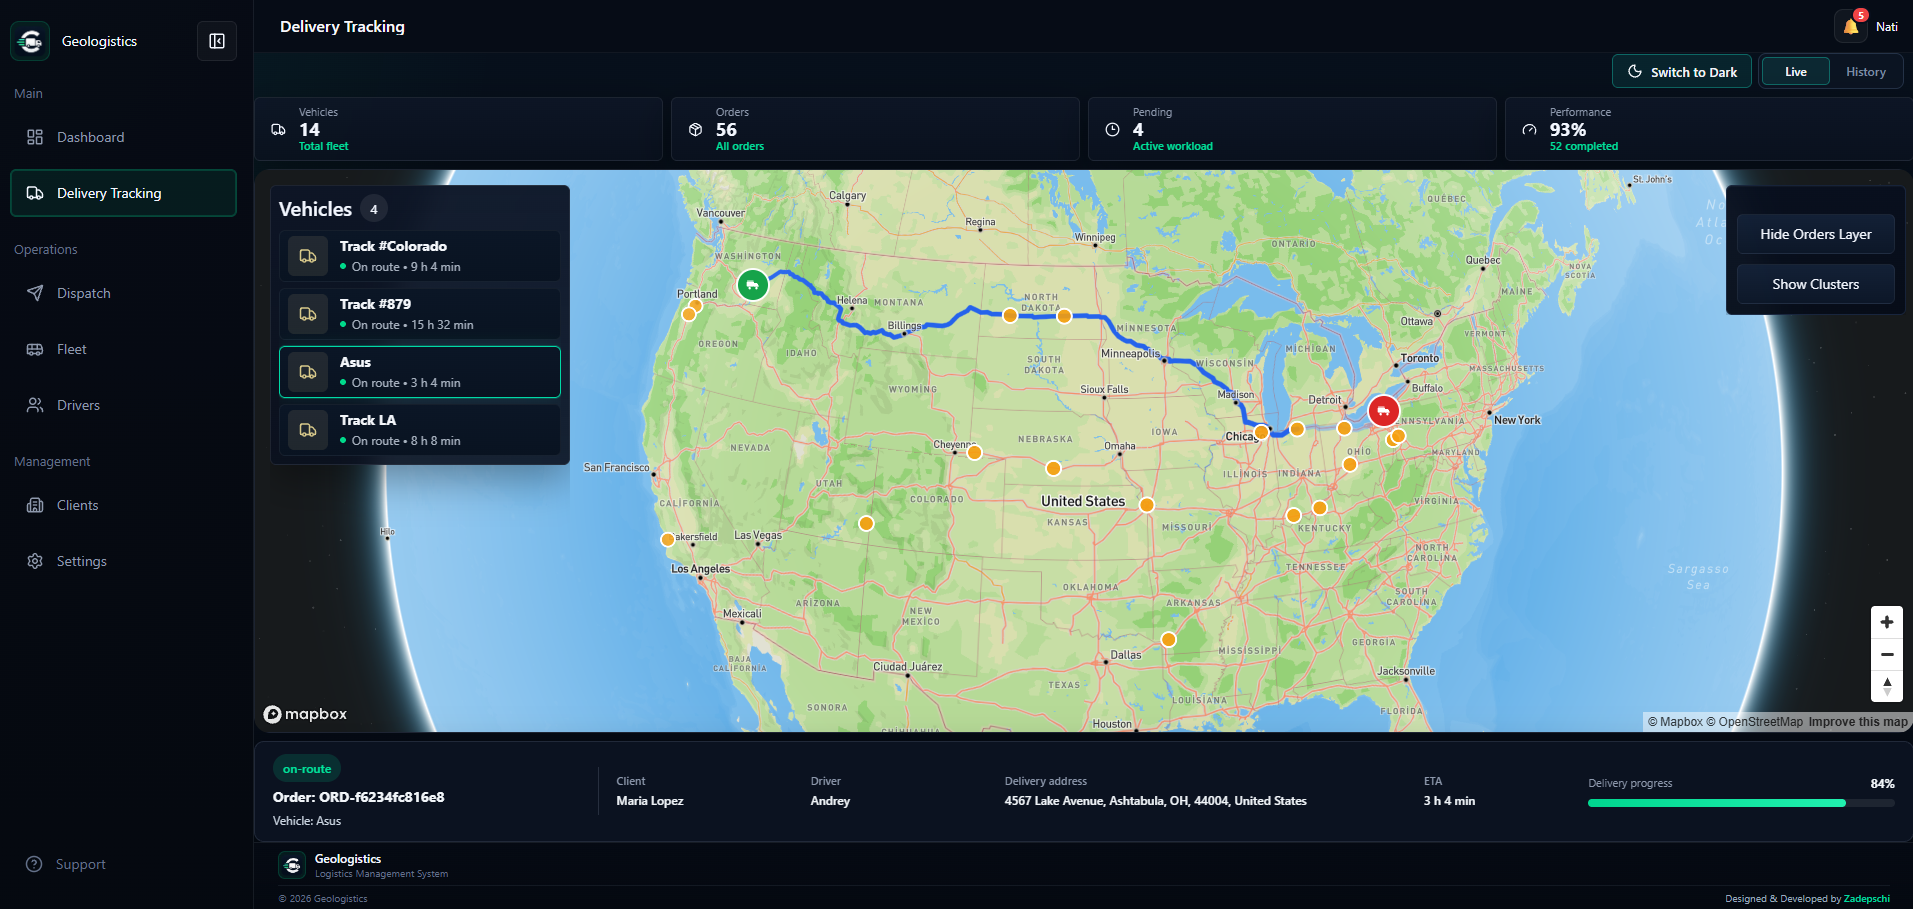 Geologistics
Main
Dashboard
Delivery Tracking
Operations
Dispatch
Fleet
Drivers
Management
Clients
Settings
Support
Delivery Tracking
5
Nati
Switch to Dark
Live
History
Vehicles
14
Total fleet
Orders
56
All orders
Pending
4
Active workload
Performance
93%
52 completed
Vehicles 4
Track #Colorado
On route • 9 h 4 min
Track #879
On route • 15 h 32 min
Asus
On route • 3 h 4 min
Track LA
On route • 8 h 8 min
Hide Orders Layer
Show Clusters
St. John's
Calgary
QUEBEC
Vancouver
Regina
Winnipeg
ONTARIO
WASHINGTON
Quebec
NOVA
SCOTIA
Portland
MAINE
Helena
MONTANA
NORTH
DAKOTA
Ottawa
Billings
MINNESOTA
VERMONT
OREGON
IDAHO
Minneapolis
MICHIGAN
Toronto
SOUTH
DAKOTA
WISCONSIN
MASSACHUSETTS
WYOMING
Sioux Falls
Madison
Detroit
Buffalo
New York
NNSYLVANIA
NEBRASKA
IOWA
Chicag
NEVADA
Cheyenne
Omaha
OHIO
MARYLAND
San Francisco
ILLINOIS
INDIANA
UTAH
CALIFORNIA
COLORADO
United States
VIRGINIA
KANSAS
MISSOURI
KENTUCKY
Hilo
akersfield
Las Vegas
NORTH
CAROLINA
Los Angeles
TENNESSEE
Sargasso
Sea
OKLAHOMA
ARIZONA
NEW
MEXICO
ARKANSAS
SOUTH
CAROLINA
Mexicali
GEORGIA
Dallas
MISSISSIPPI
BAJA
CALIFORNIA
Ciudad Juárez
Jacksonville
TEXAS
LOUISIANA
SONORA
FLORIDA
Houston
CHIHUAHUA
mapbox
© Mapbox © OpenStreetMap Improve this map
on-route
Order: ORD-f6234fc816e8
Vehicle: Asus
Client
Maria Lopez
Driver
Andrey
Delivery address
4567 Lake Avenue, Ashtabula, OH, 44004, United States
ETA
3 h 4 min
Delivery progress
84%
Geologistics
Logistics Management System
© 2026 Geologistics
Designed & Developed by Zadepschi